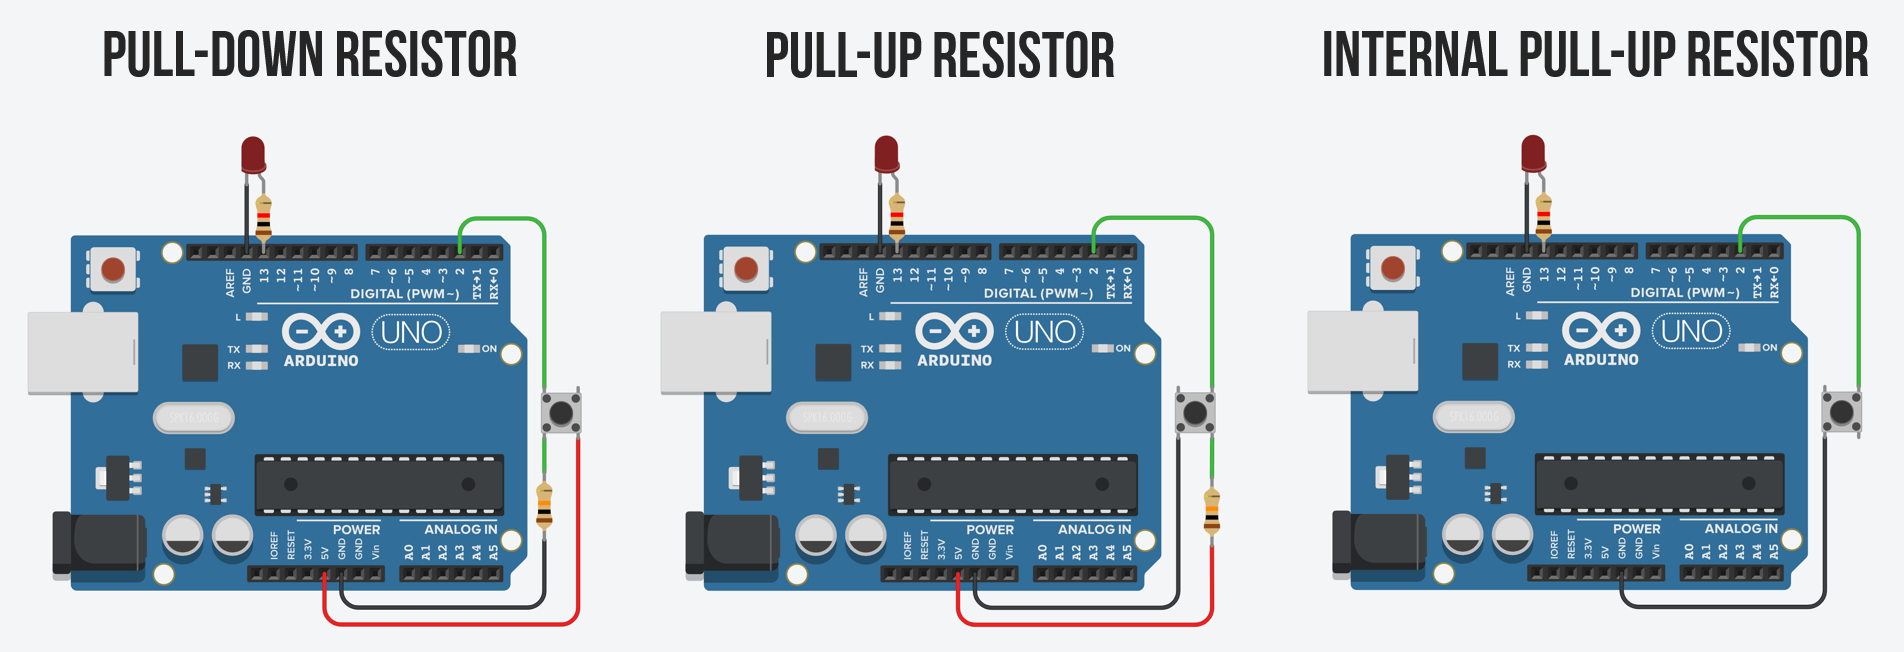 PULL-DOWN RESISTOR
AREF GND 13 12 ~11 ~10 ~9 8 7 ~6 ~5 4 ~3 2 TX→1 RX←0
DIGITAL (PWM~)
L
UNO
TX
ON
RX
ARDUINO
SPK16.000G
POWER ANALOG IN
IOREF RESET 3.3V 5V GND GND Vin A0 A1 A2 A3 A4 A5
PULL-UP RESISTOR
AREF GND 13 12 ~11 ~10 ~9 8 7 ~6 ~5 4 ~3 2 TX→1 RX←0
DIGITAL (PWM~)
L
UNO
TX
ON
RX
ARDUINO
SPK16.000G
POWER ANALOG IN
IOREF RESET 3.3V 5V GND GND Vin A0 A1 A2 A3 A4 A5
INTERNAL PULL-UP RESISTOR
AREF GND 13 12 ~11 ~10 ~9 8 7 ~6 ~5 4 ~3 2 TX→1 RX←0
DIGITAL (PWM~)
L
UNO
TX
ON
RX
ARDUINO
SPK16.000G
POWER ANALOG IN
IOREF RESET 3.3V 5V GND GND Vin A0 A1 A2 A3 A4 A5